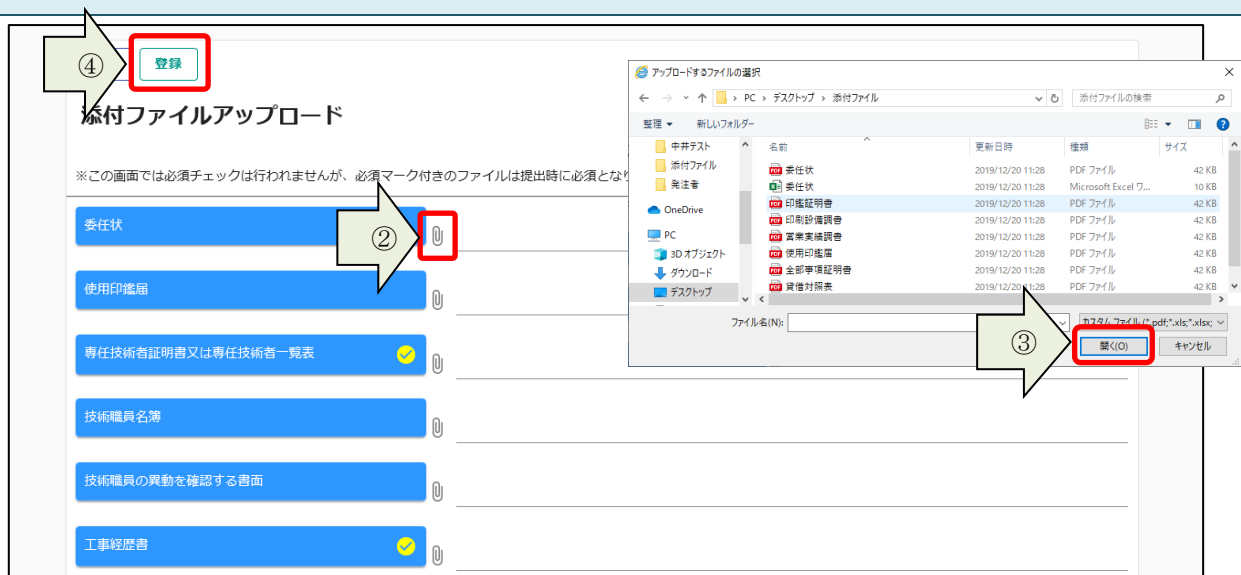 ④
登録
添付ファイルアップロード
※この画面では必須チェックは行われませんが、必須マーク付きのファイルは提出時に必須となり
委任状
②
使用印鑑届
専任技術者証明書又は専任技術者一覧表
技術職員名簿
技術職員の異動を確認する書面
工事経歴書
アップロードするファイルの選択
PC › デスクトップ › 添付ファイル
添付ファイルの検索
整理 新しいフォルダー
中井テスト
添付ファイル
発注者
OneDrive
PC
3D オブジェクト
ダウンロード
デスクトップ
名前 更新日時 種類 サイズ
委任状 2019/12/20 11:28 PDF ファイル 42 KB
委任状 2019/12/20 11:28 Microsoft Excel ワ... 10 KB
印鑑証明書 2019/12/20 11:28 PDF ファイル 42 KB
印刷設備調書 2019/12/20 11:28 PDF ファイル 42 KB
営業実績調書 2019/12/20 11:28 PDF ファイル 42 KB
使用印鑑届 2019/12/20 11:28 PDF ファイル 42 KB
全部事項証明書 2019/12/20 11:28 PDF ファイル 42 KB
貸借対照表 2019/12/20 11:28 PDF ファイル 42 KB
ファイル名(N):
カスタム ファイル (*.pdf;*.xls;*.xlsx;
③
開く(O) キャンセル